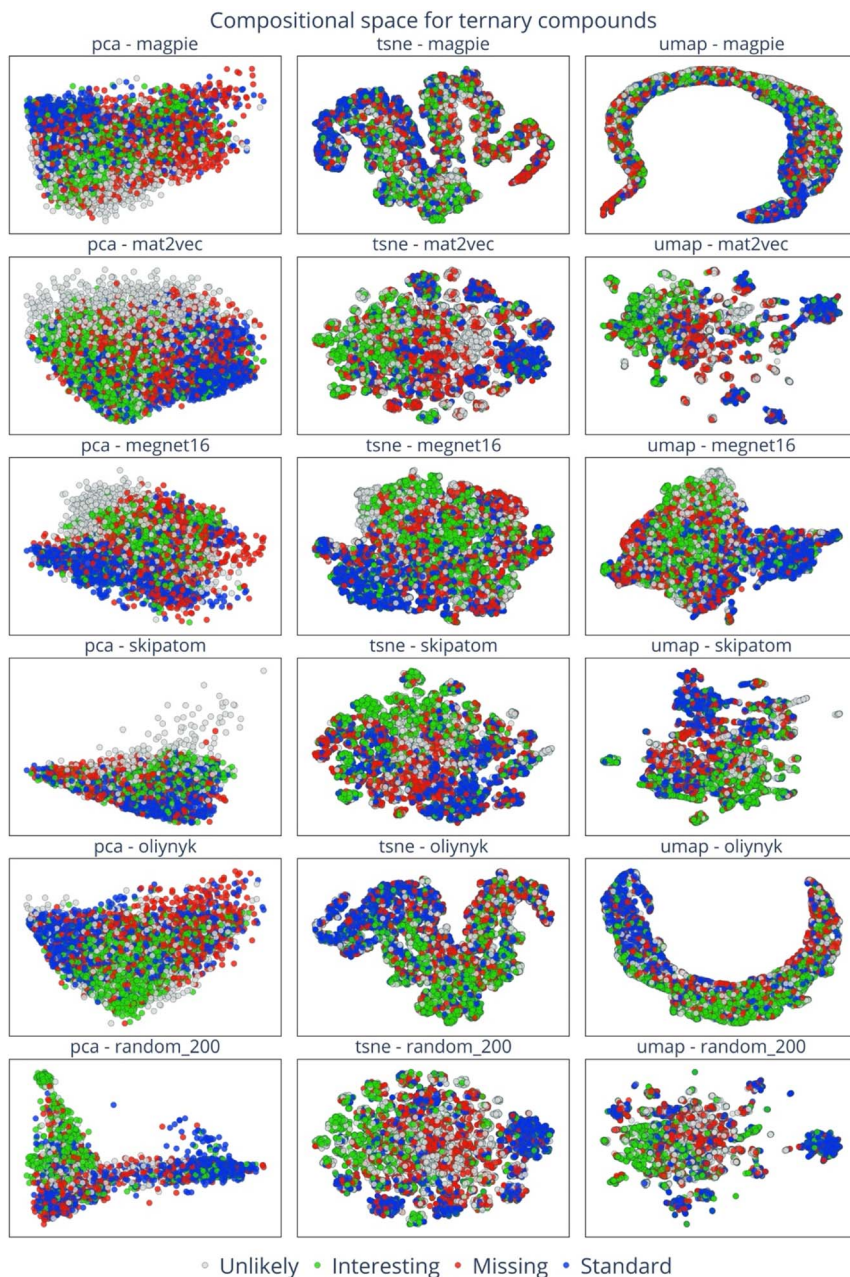 Compositional space for ternary compounds
pca - magpie tsne - magpie umap - magpie
pca - mat2vec tsne - mat2vec umap - mat2vec
pca - megnet16 tsne - megnet16 umap - megnet16
pca - skipatom tsne - skipatom umap - skipatom
pca - oliynyk tsne - oliynyk umap - oliynyk
pca - random_200 tsne - random_200 umap - random_200
Unlikely Interesting Missing Standard